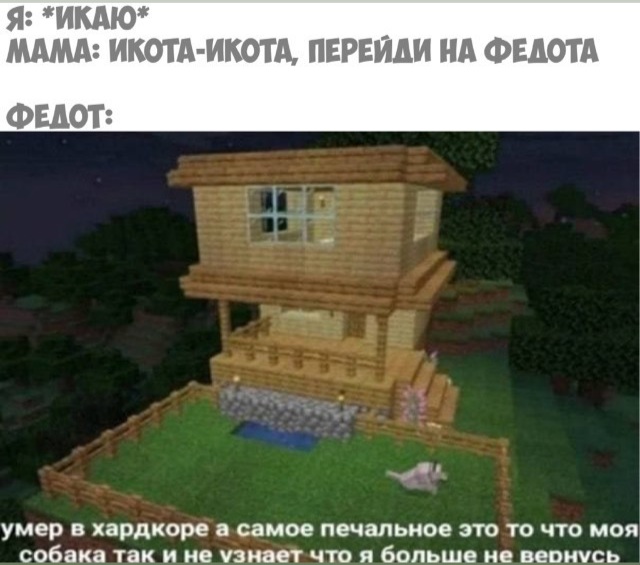 Я: *ИКАЮ*
МАМА: ИКОТА-ИКОТА, ПЕРЕЙДИ НА ФЕДОТА
ФЕДОТ:
умер в хардкоре а самое печальное это то что моя
собака так и не узнает что я больше не вернусь